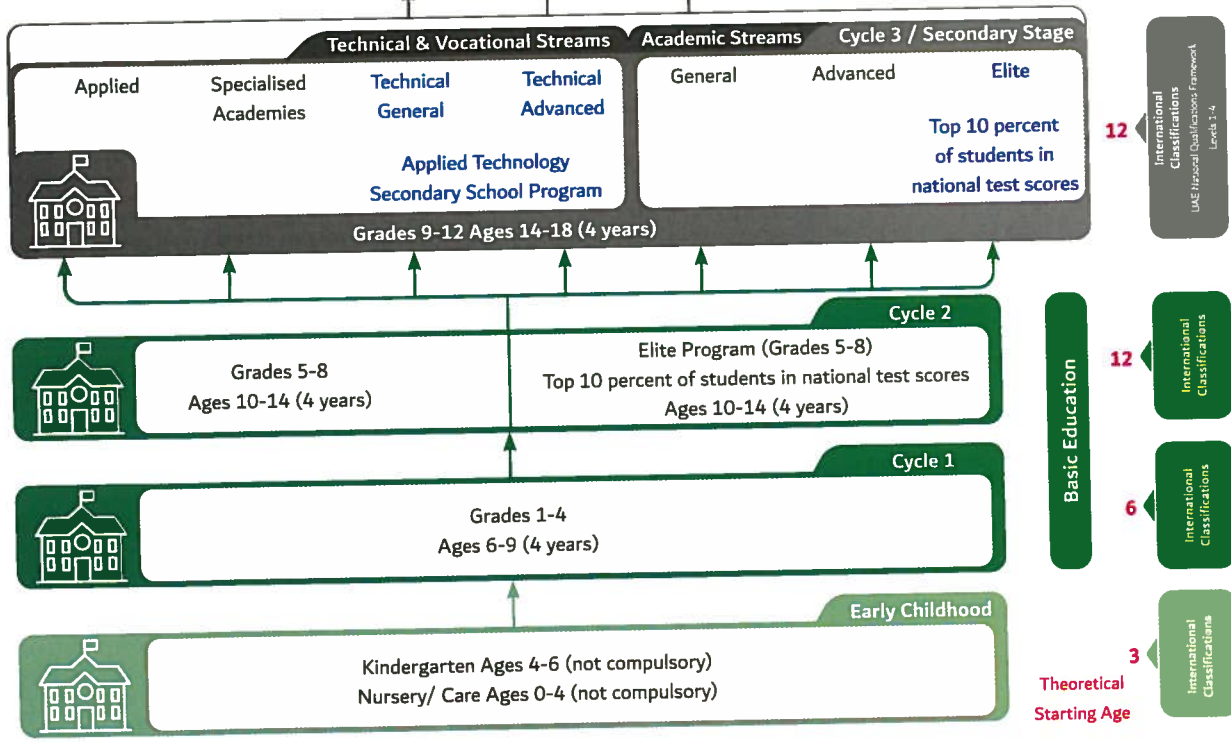 Technical & Vocational Streams
Academic Streams
Cycle 3 / Secondary Stage
Applied
Specialised
Academies
Technical
General
Technical
Advanced
Applied Technology
Secondary School Program
General
Advanced
Elite
Top 10 percent
of students in
national test scores
Grades 9-12 Ages 14-18 (4 years)
12
International
Classifications
UAE National Qualifications Framework
Levels 1-4
Cycle 2
Grades 5-8
Ages 10-14 (4 years)
Elite Program (Grades 5-8)
Top 10 percent of students in national test scores
Ages 10-14 (4 years)
Basic Education
12
International
Classifications
Cycle 1
Grades 1-4
Ages 6-9 (4 years)
6
International
Classifications
Early Childhood
Kindergarten Ages 4-6 (not compulsory)
Nursery/ Care Ages 0-4 (not compulsory)
3
Theoretical
Starting Age
International
Classifications